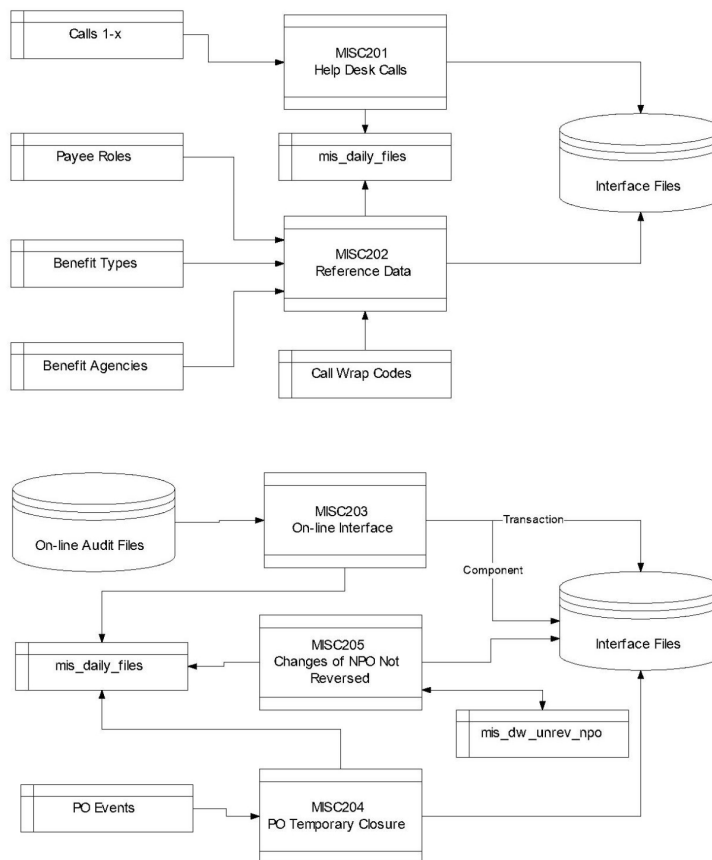 Calls 1-x
MISC201
Help Desk Calls
Payee Roles
mis_daily_files
Interface Files
Benefit Types
MISC202
Reference Data
Benefit Agencies
Call Wrap Codes
On-line Audit Files
MISC203
On-line Interface
Transaction
Component
mis_daily_files
MISC205
Changes of NPO Not
Reversed
Interface Files
mis_dw_unrev_npo
PO Events
MISC204
PO Temporary Closure